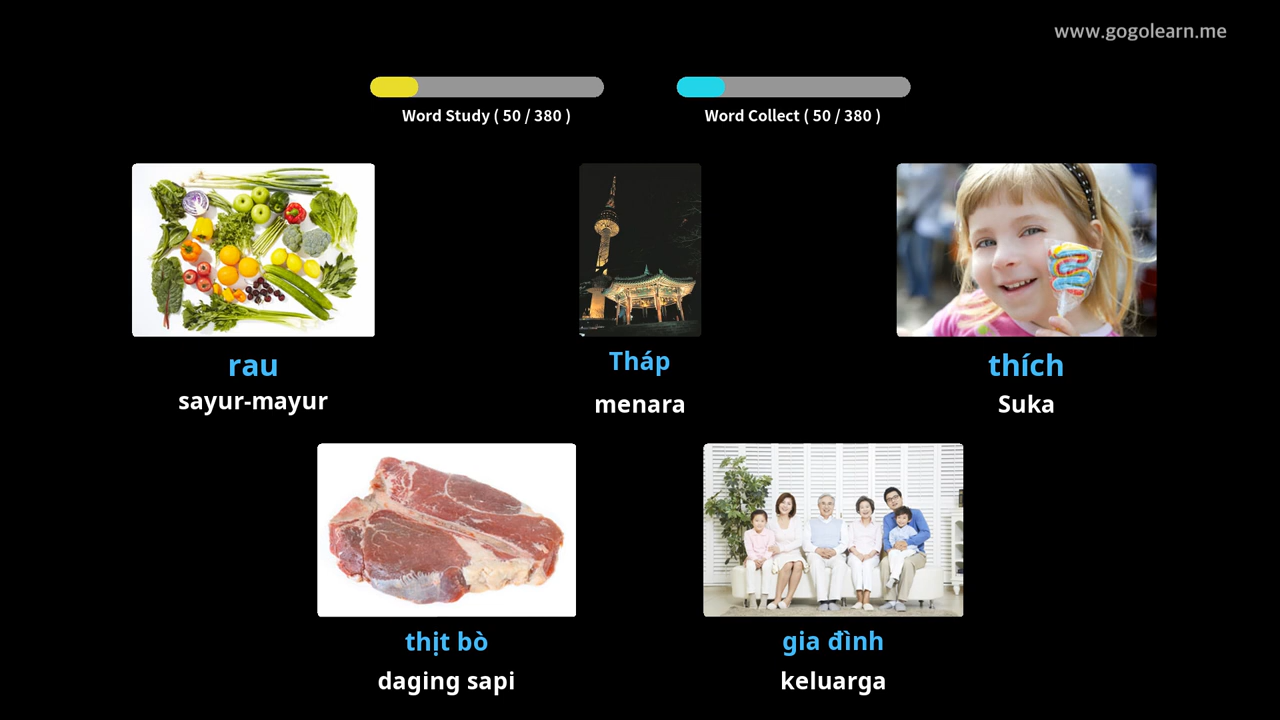 www.gogolearn.me
Word Study ( 50 / 380 )
Word Collect ( 50 / 380 )
rau
sayur-mayur
Tháp
menara
thích
Suka
thịt bò
daging sapi
gia đình
keluarga